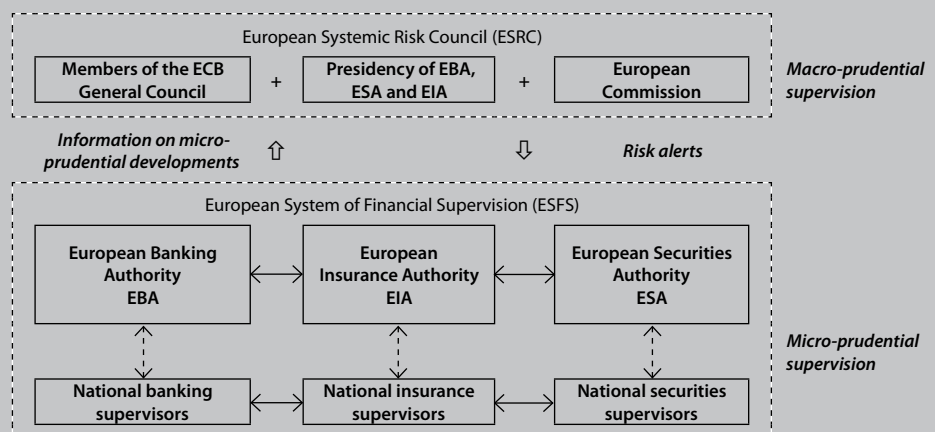 European Systemic Risk Council (ESRC)
Members of the ECB
General Council
+
Presidency of EBA,
ESA and EIA
+
European
Commission
Macro-prudential
supervision
Information on micro-
prudential developments
Risk alerts
European System of Financial Supervision (ESFS)
European Banking
Authority
EBA
European
Insurance Authority
EIA
European Securities
Authority
ESA
Micro-prudential
supervision
National banking
supervisors
National insurance
supervisors
National securities
supervisors